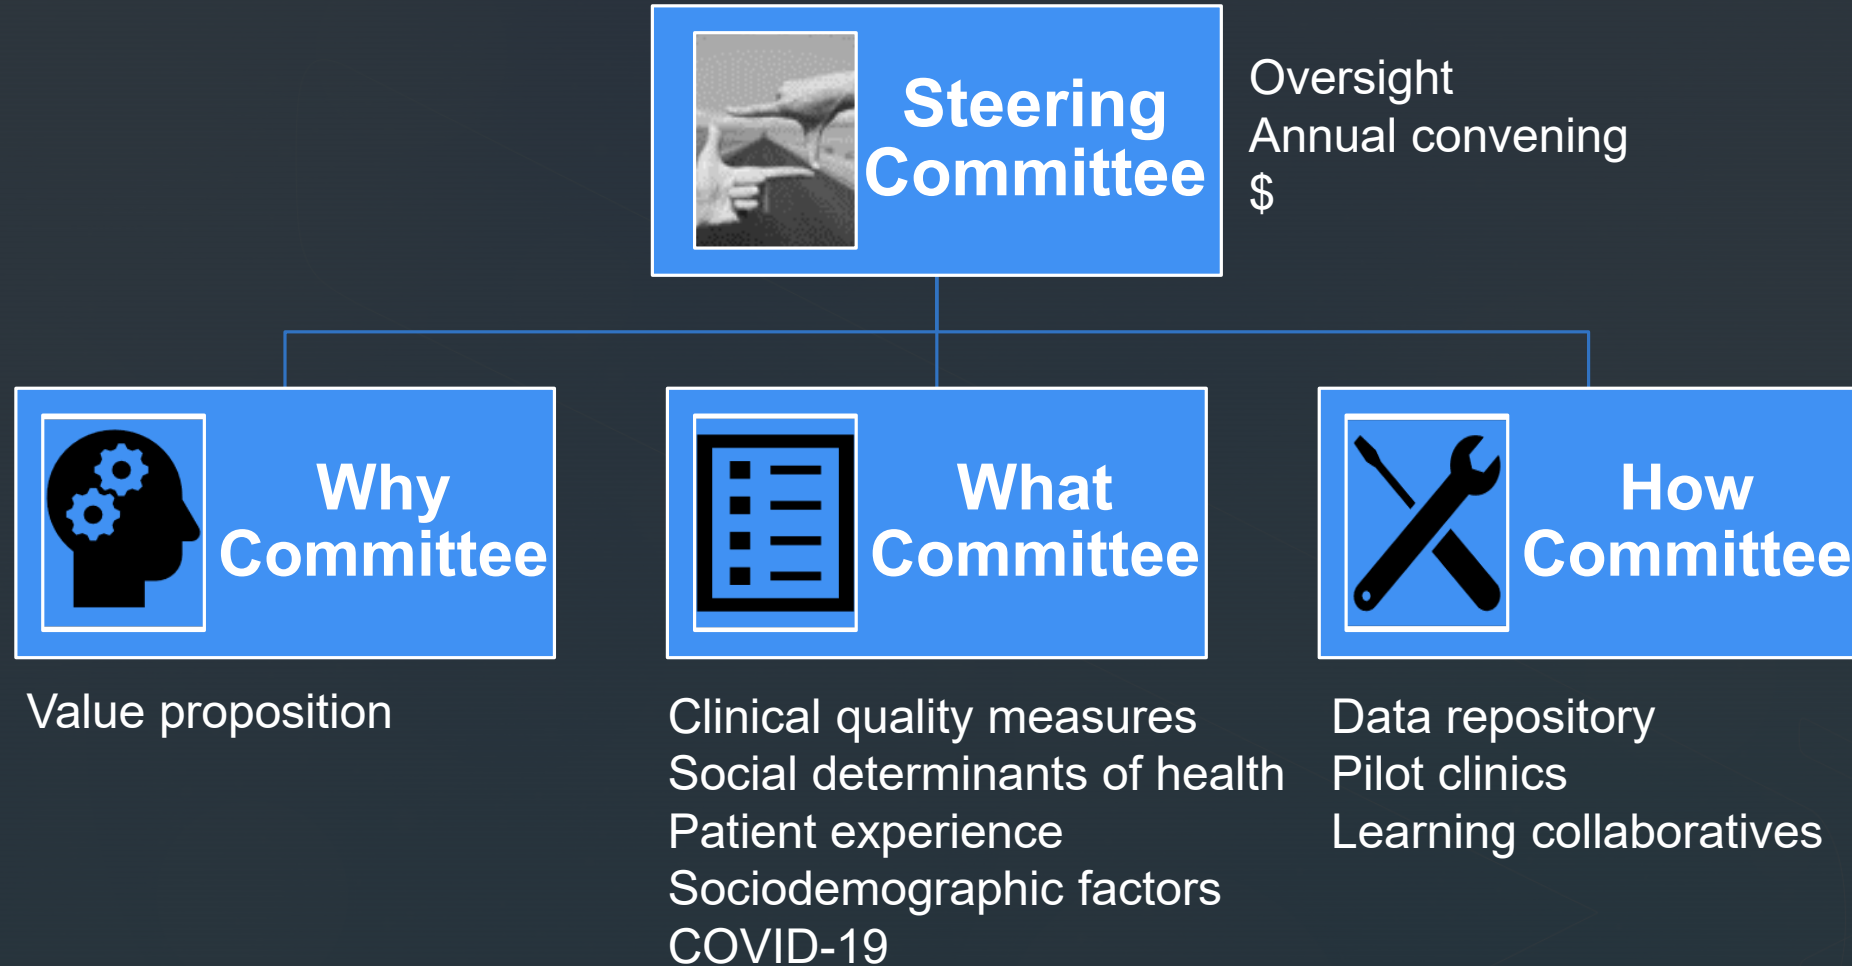 Steering
Committee
Oversight
Annual convening
$
Why
Committee
What
Committee
How
Committee
Value proposition
Clinical quality measures
Social determinants of health
Patient experience
Sociodemographic factors
COVID-19
Data repository
Pilot clinics
Learning collaboratives